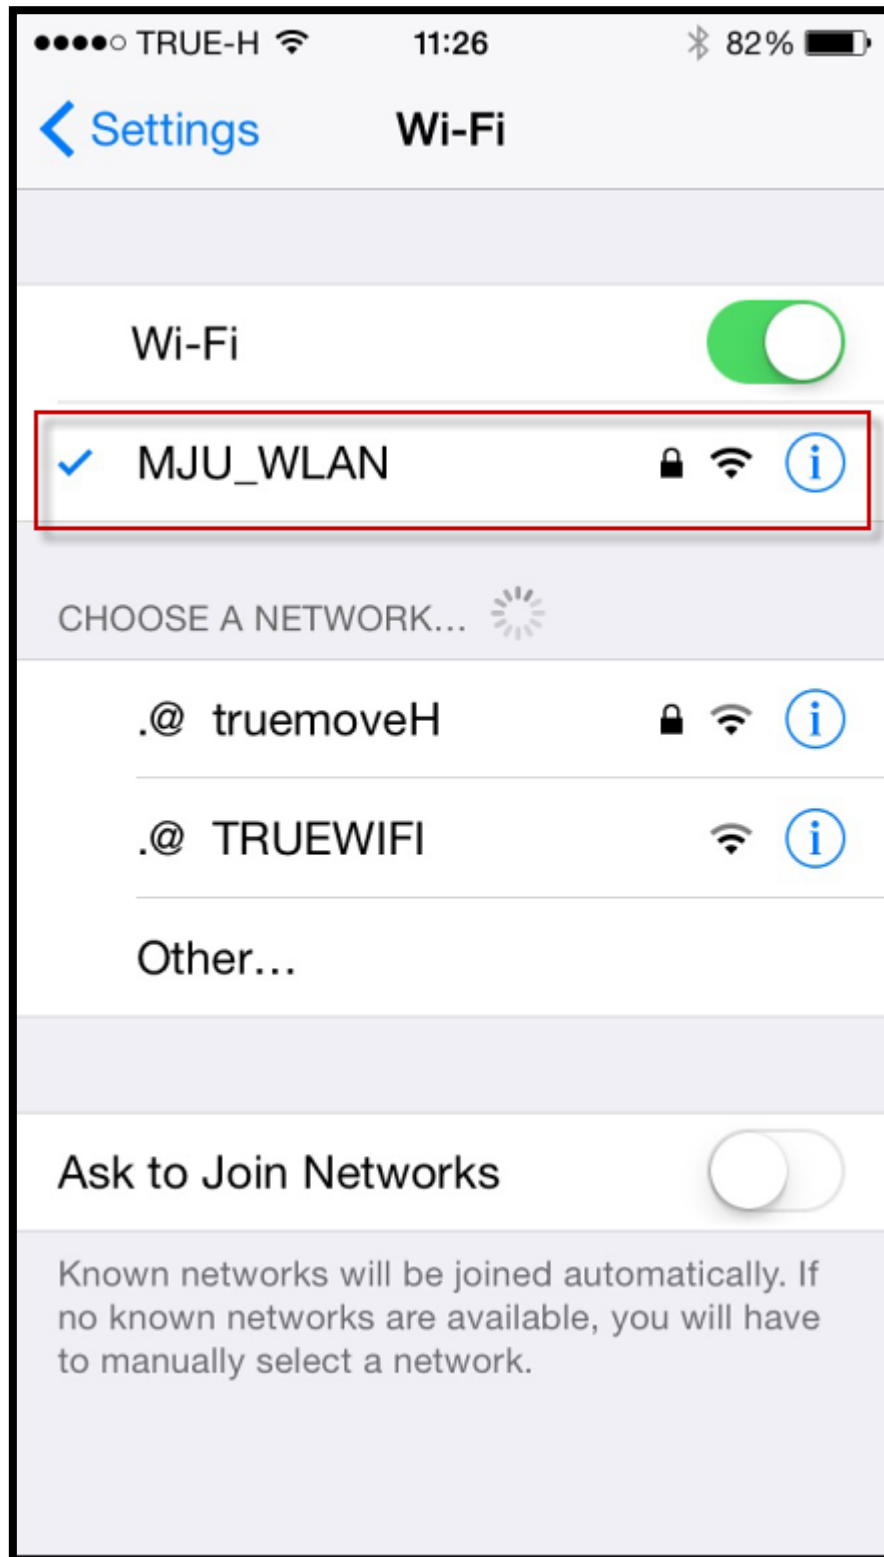 TRUE-H 11:26 82%
Settings Wi-Fi
Wi-Fi
MJU_WLAN
CHOOSE A NETWORK...
.@ truemoveH
.@ TRUEWIFI
Other...
Ask to Join Networks
Known networks will be joined automatically. If
no known networks are available, you will have
to manually select a network.